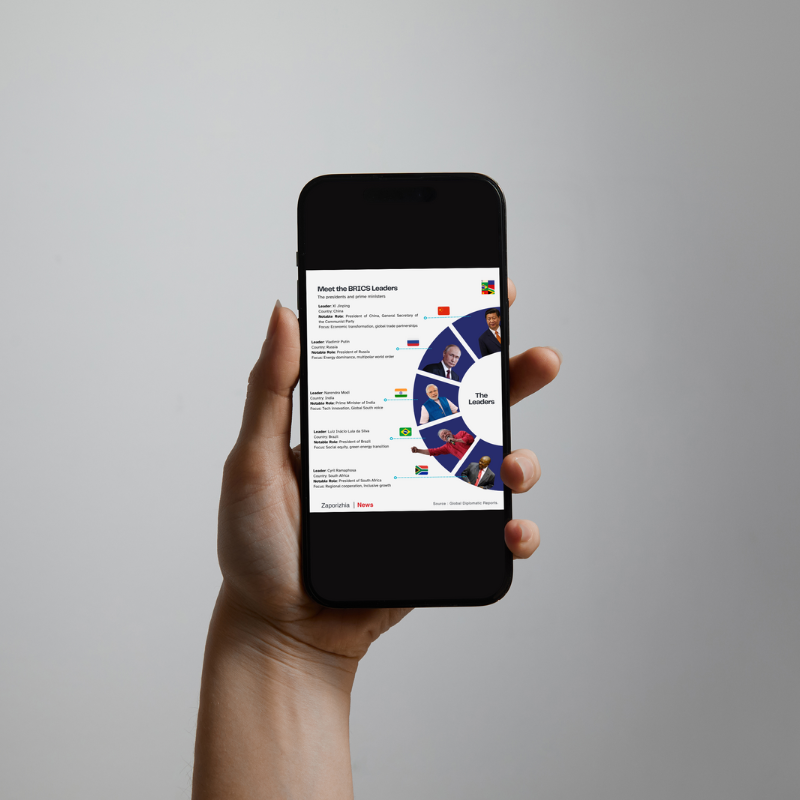 Meet the BRICS Leaders
The presidents and prime ministers
Leader: Xi Jinping
Country: China
Notable Role: President of China, General Secretary of
the Communist Party
Focus: Economic transformation, global trade partnerships
Leader: Vladimir Putin
Country: Russia
Notable Role: President of Russia
Focus: Energy dominance, multipolar world order
Leader: Narendra Modi
Country: India
Notable Role: Prime Minister of India
Focus: Tech innovation, Global South voice
The
Leaders
Leader: Luiz Inácio Lula da Silva
Country: Brazil
Notable Role: President of Brazil
Focus: Social equity, green energy transition
Leader: Cyril Ramaphosa
Country: South Africa
Notable Role: President of South Africa
Focus: Regional cooperation, inclusive growth
Zaporizhia | News
Source : Global Diplomatic Reports